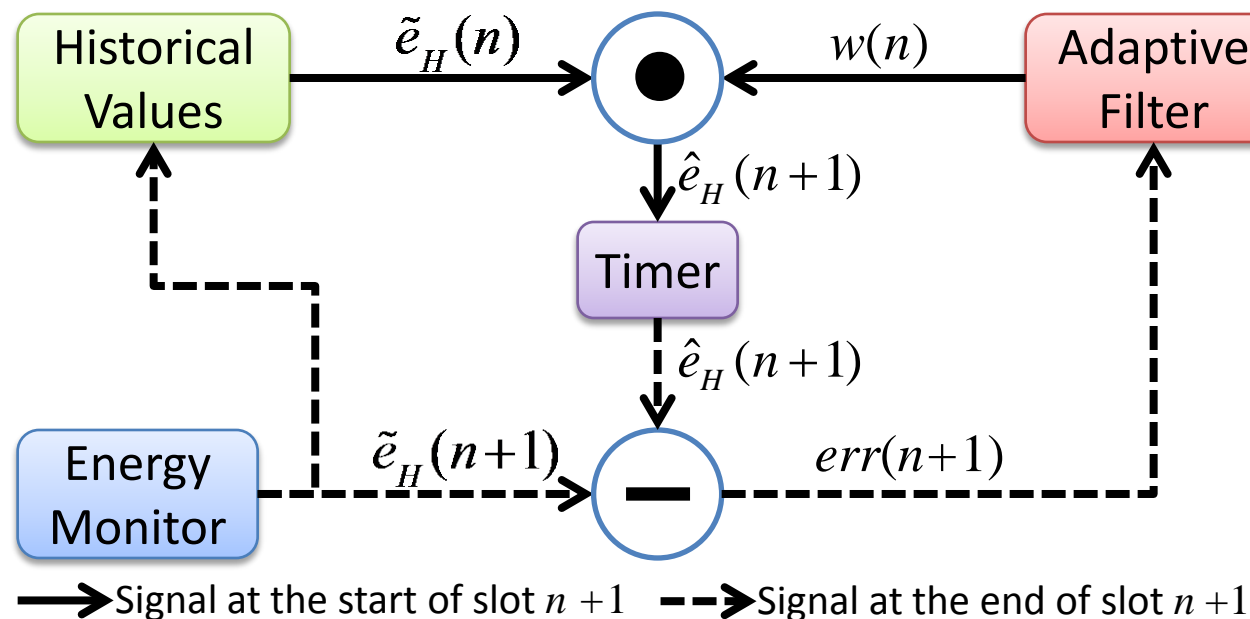 Historical
Values
ẽ_H(n)
w(n)
Adaptive
Filter
ê_H(n+1)
Timer
ê_H(n+1)
Energy
Monitor
ẽ_H(n+1)
err(n+1)
Signal at the start of slot n+1
Signal at the end of slot n+1